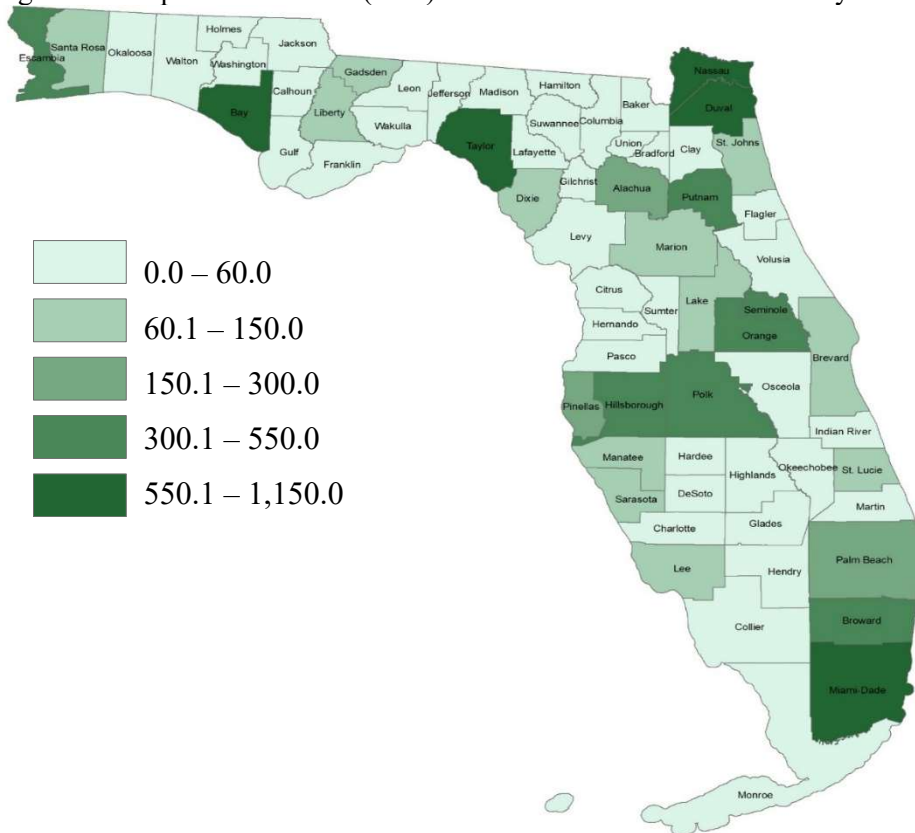 Holmes
Jackson
Santa Rosa
Okaloosa
Escambia
Walton
Washington
Gadsden
Calhoun
Leon
Jefferson
Madison
Hamilton
Nassau
Bay
Liberty
Wakulla
Taylor
Suwannee
Columbia
Baker
Duval
Gulf
Franklin
Lafayette
Union
Bradford
Clay
St. Johns
Dixie
Gilchrist
Alachua
Putnam
Flagler
Levy
Marion
Volusia
0.0 – 60.0
Citrus
Sumter
Lake
Seminole
60.1 – 150.0
Hernando
Orange
Pasco
Brevard
150.1 – 300.0
Osceola
Pinellas
Hillsborough
Polk
300.1 – 550.0
Indian River
Manatee
Hardee
Highlands
Okeechobee
St. Lucie
550.1 – 1,150.0
Sarasota
DeSoto
Martin
Charlotte
Glades
Palm Beach
Lee
Hendry
Broward
Collier
Miami-Dade
Monroe